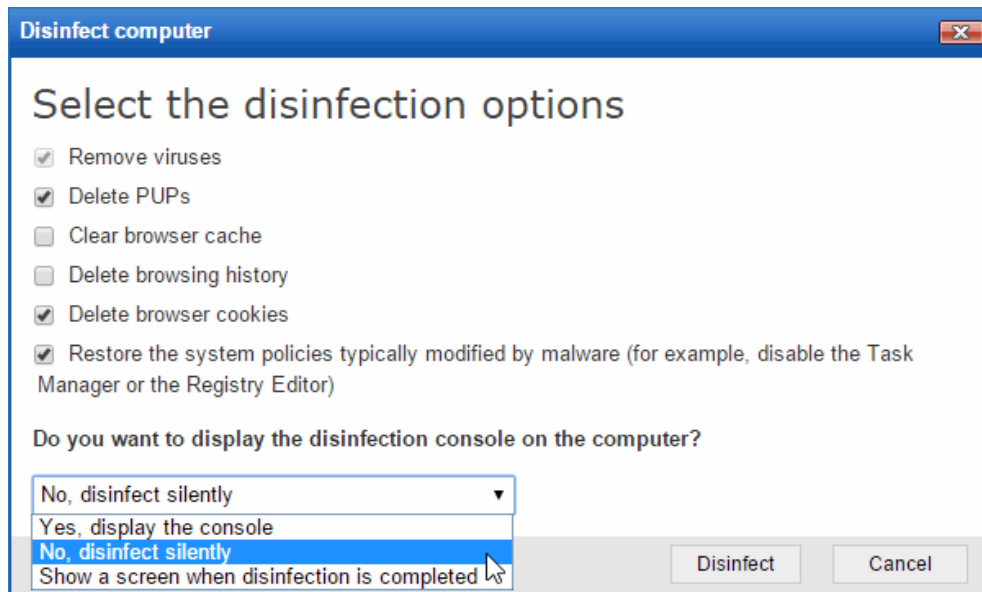 Disinfect computer
Select the disinfection options
Remove viruses
Delete PUPs
Clear browser cache
Delete browsing history
Delete browser cookies
Restore the system policies typically modified by malware (for example, disable the Task
Manager or the Registry Editor)
Do you want to display the disinfection console on the computer?
No, disinfect silently
Yes, display the console
No, disinfect silently
Show a screen when disinfection is completed
Disinfect
Cancel